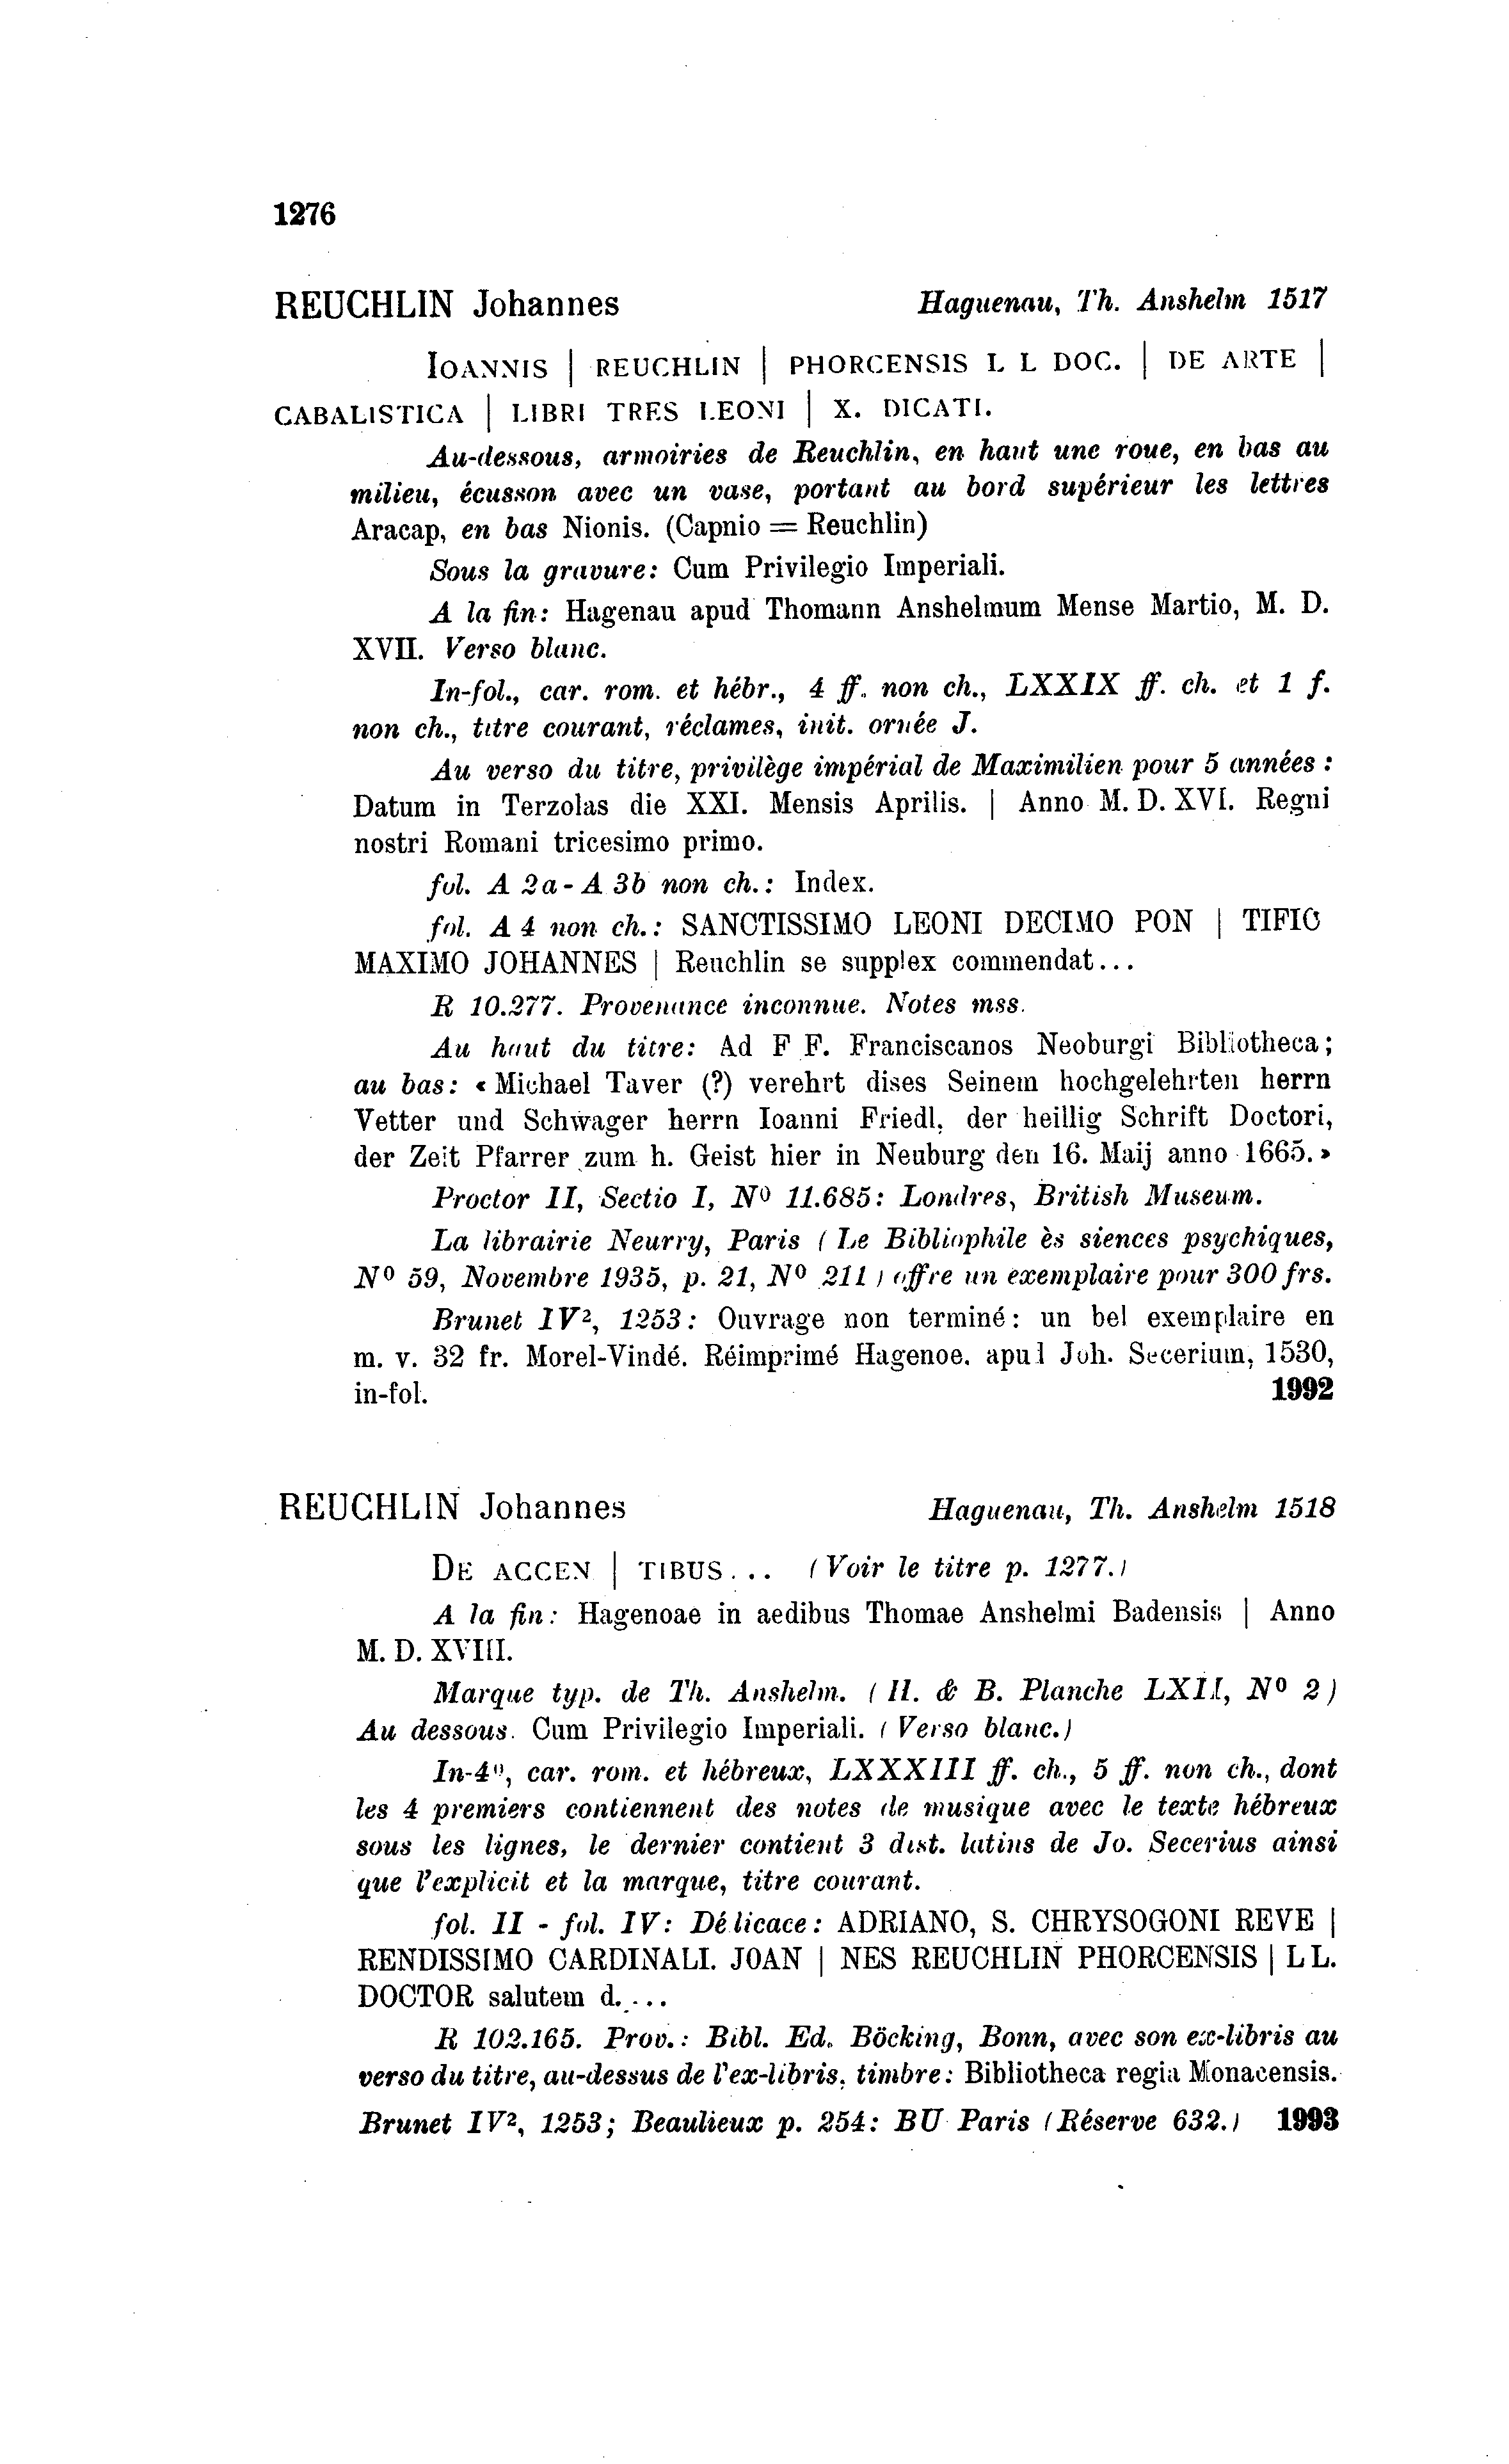 1276
REUCHLIN Johannes Haguenau, Th. Anshelm 1517
IOANNIS | REUCHLIN | PHORCENSIS L L DOC. | DE ARTE |
CABALISTICA | LIBRI TRES LEONI | X. DICATI.
Au-dessous, armoiries de Reuchlin, en haut une roue, en bas au
milieu, écusson avec un vase, portant au bord supérieur les lettres
Aracap, en bas Nionis. (Capnio = Reuchlin)
Sous la gravure: Cum Privilegio Imperiali.
A la fin: Hagenau apud Thomann Anshelmum Mense Martio, M. D.
XVII. Verso blanc.
In-fol., car. rom. et hébr., 4 ff. non ch., LXXIX ff. ch. et 1 f.
non ch., titre courant, réclames, init. ornée J.
Au verso du titre, privilège impérial de Maximilien pour 5 années :
Datum in Terzolas die XXI. Mensis Aprilis. | Anno M. D. XVI. Regni
nostri Romani tricesimo primo.
fol. A 2a - A 3b non ch.: Index.
fol. A 4 non ch.: SANCTISSIMO LEONI DECIMO PON | TIFIC
MAXIMO JOHANNES | Reuchlin se supplex commendat...
R 10.277. Provenance inconnue. Notes mss.
Au haut du titre: Ad F F. Franciscanos Neoburgi Bibliotheca;
au bas: « Michael Taver (?) verehrt dises Seinem hochgelehrten herrn
Vetter und Schwager herrn Ioanni Friedl, der heillig Schrift Doctori,
der Zeit Pfarrer zum h. Geist hier in Neuburg den 16. Maij anno 1665. »
Proctor II, Sectio I, Nº 11.685: Londres, British Museum.
La librairie Neurry, Paris (Le Bibliophile ès siences psychiques,
Nº 59, Novembre 1935, p. 21, Nº 211) offre un exemplaire pour 300 frs.
Brunet IV², 1253: Ouvrage non terminé: un bel exemplaire en
m. v. 32 fr. Morel-Vindé. Réimprimé Hagenoe. apud Joh. Secerium, 1530,
in-fol. 1992
REUCHLIN Johannes Haguenau, Th. Anshelm 1518
DE ACCEN | TIBUS... (Voir le titre p. 1277.)
A la fin: Hagenoae in aedibus Thomae Anshelmi Badensis | Anno
M. D. XVIII.
Marque typ. de Th. Anshelm. (H. & B. Planche LXII, Nº 2)
Au dessous. Cum Privilegio Imperiali. (Verso blanc.)
In-4º, car. rom. et hébreux, LXXXIII ff. ch., 5 ff. non ch., dont
les 4 premiers contiennent des notes de musique avec le texte hébreux
sous les lignes, le dernier contient 3 dist. latins de Jo. Secerius ainsi
que l'explicit et la marque, titre courant.
fol. II - fol. IV: Dédicace: ADRIANO, S. CHRYSOGONI REVE |
RENDISSIMO CARDINALI. JOAN | NES REUCHLIN PHORCENSIS | L L.
DOCTOR salutem d. ...
R 102.165. Prov.: Bibl. Ed. Böcking, Bonn, avec son ex-libris au
verso du titre, au-dessus de l'ex-libris, timbre: Bibliotheca regia Monacensis.
Brunet IV², 1253; Beaulieux p. 254: BU Paris (Réserve 632.) 1993